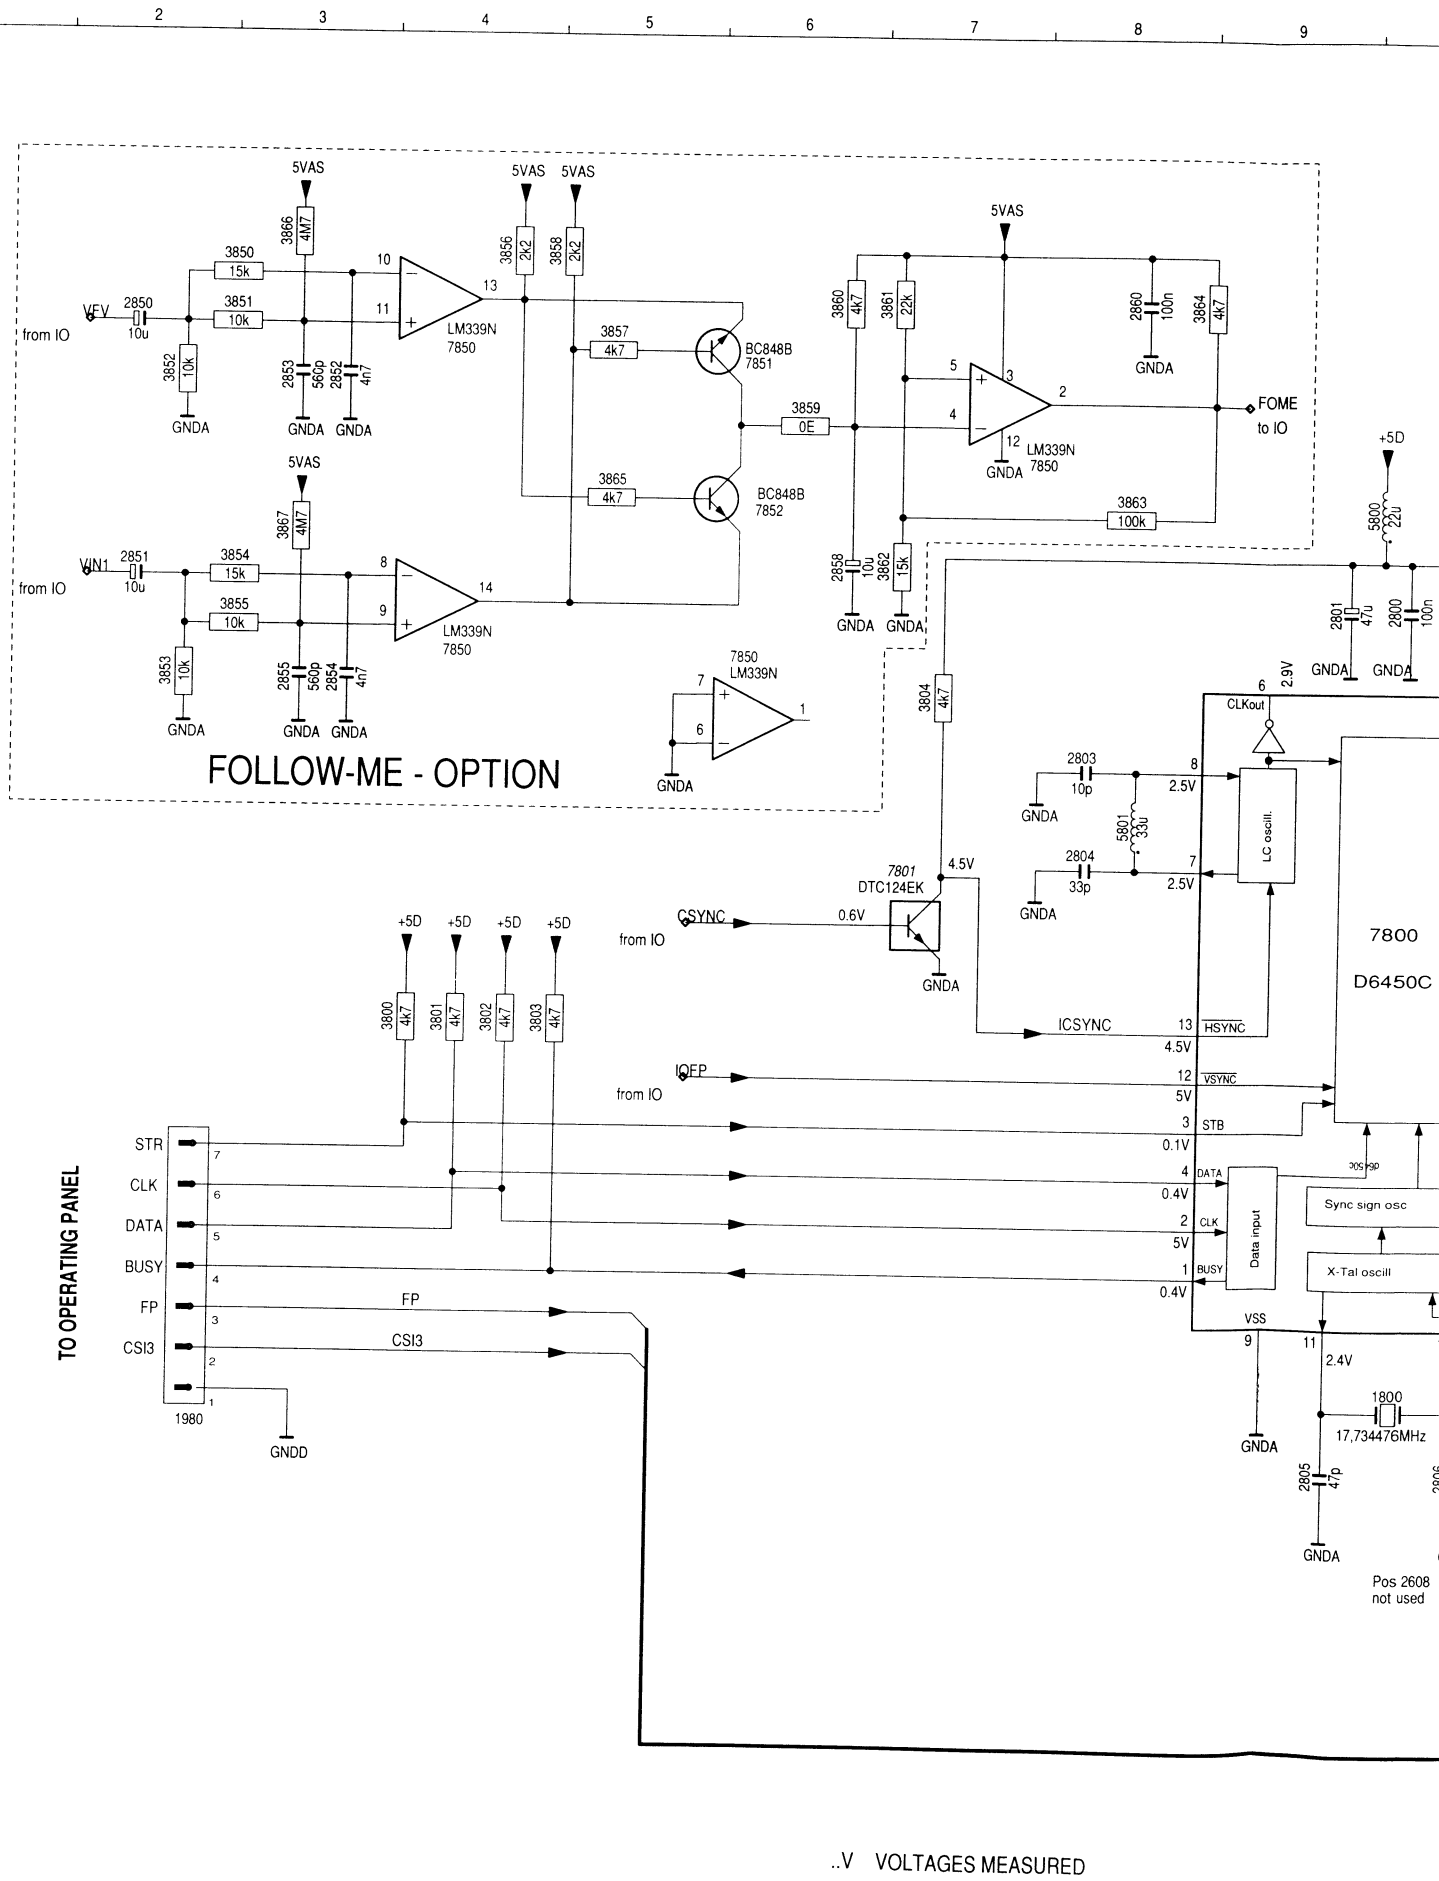 2 3 4 5 6 7 8 9
5VAS
5VAS 5VAS
5VAS
3866 4M7
3856 2k2
3858 2k2
3850
15k
10
13
3860 4k7
3861 22k
2860 100n
3864 4k7
VFV
from IO
2850
10u
3851
10k
11
LM339N
7850
3852 10k
2853 560p
2852 4n7
3857
4k7
BC848B
7851
GNDA
GNDA
GNDA GNDA
3859
0E
5
3
2
4
12
LM339N
7850
GNDA
FOME
to IO
+5D
5VAS
3867 4M7
3865
4k7
BC848B
7852
3863
100k
5800 22u
VIN1
from IO
2851
10u
3854
15k
8
14
3855
10k
9
LM339N
7850
2858 10u
3862 15k
GNDA GNDA
2801 47u
2800 100n
GNDA GNDA
3853 10k
2855 560p
2854 4n7
GNDA
GNDA GNDA
7850
LM339N
7
6
1
GNDA
3804 4k7
6
2.9V
CLKout
FOLLOW-ME - OPTION
2803
10p
GNDA
8
2.5V
5801 33u
LC oscill.
2804
33p
GNDA
7
2.5V
7801
DTC124EK
4.5V
CSYNC
from IO
0.6V
GNDA
7800
D6450C
+5D +5D +5D +5D
3800 4k7
3801 4k7
3802 4k7
3803 4k7
ICSYNC
13
4.5V
HSYNC
IOFP
from IO
12
5V
VSYNC
3
0.1V
STB
TO OPERATING PANEL
STR 7
CLK 6
DATA 5
BUSY 4
FP 3
CSI3 2
1
1980
GNDD
FP
CSI3
4
0.4V
DATA
d6450c
2
5V
CLK
1
0.4V
BUSY
Data input
Sync sign osc
X-Tal oscill
VSS
9
11
2.4V
GNDA
1800
17,734476MHz
2805 47p
2806
GNDA
Pos 2608
not used
..V VOLTAGES MEASURED